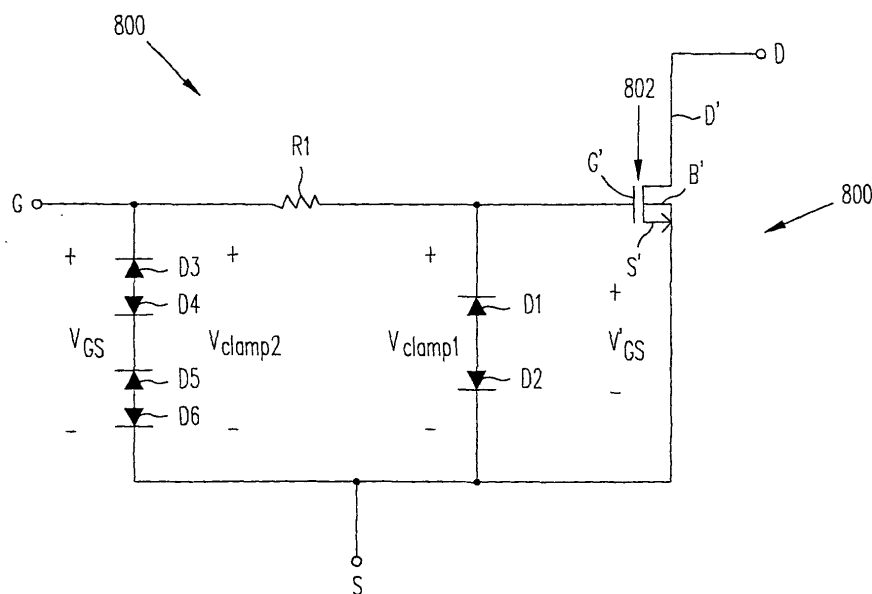 800
D
802
D'
R1
G'
B'
G
800
S'
+
+
+
D3
+
D4
D1
V_GS
V_clamp2
V_clamp1
V'_GS
D5
D2
-
D6
-
-
-
S